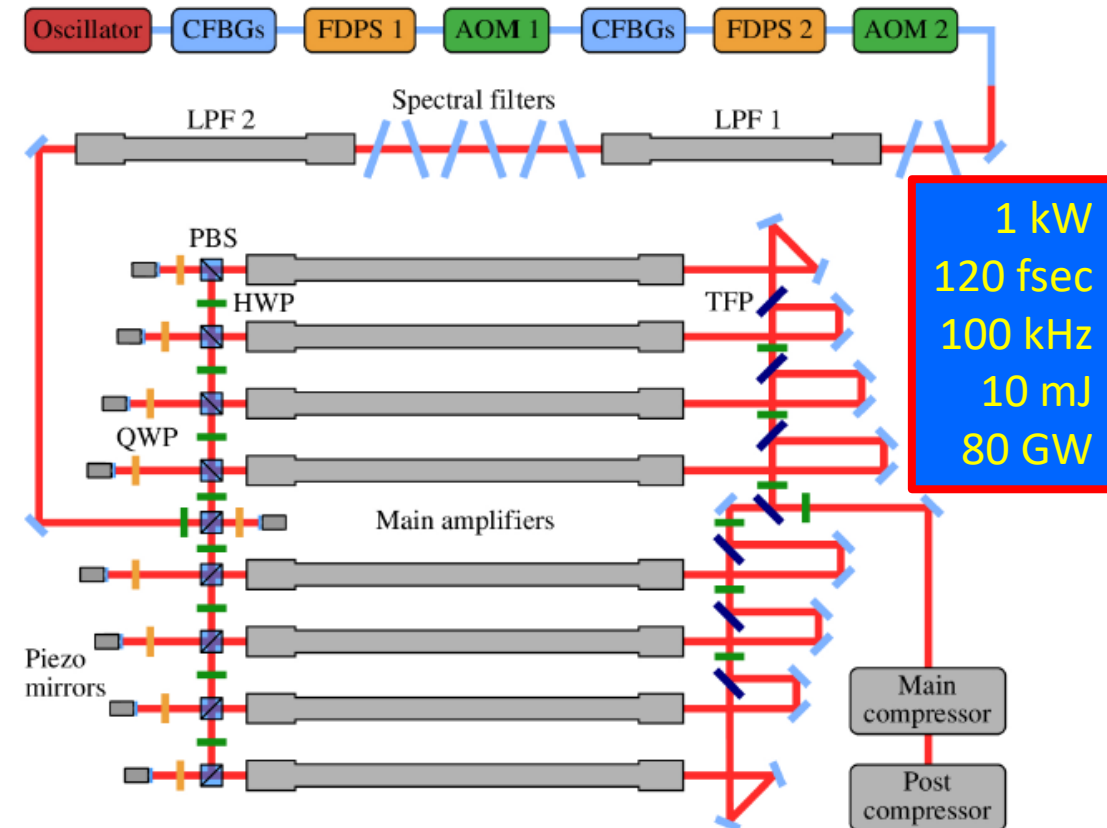 Oscillator CFBGs FDPS 1 AOM 1 CFBGs FDPS 2 AOM 2
Spectral filters
LPF 2 LPF 1
1 kW
120 fsec
100 kHz
10 mJ
80 GW
PBS
HWP
TFP
QWP
Main amplifiers
Piezo
mirrors
Main
compressor
Post
compressor